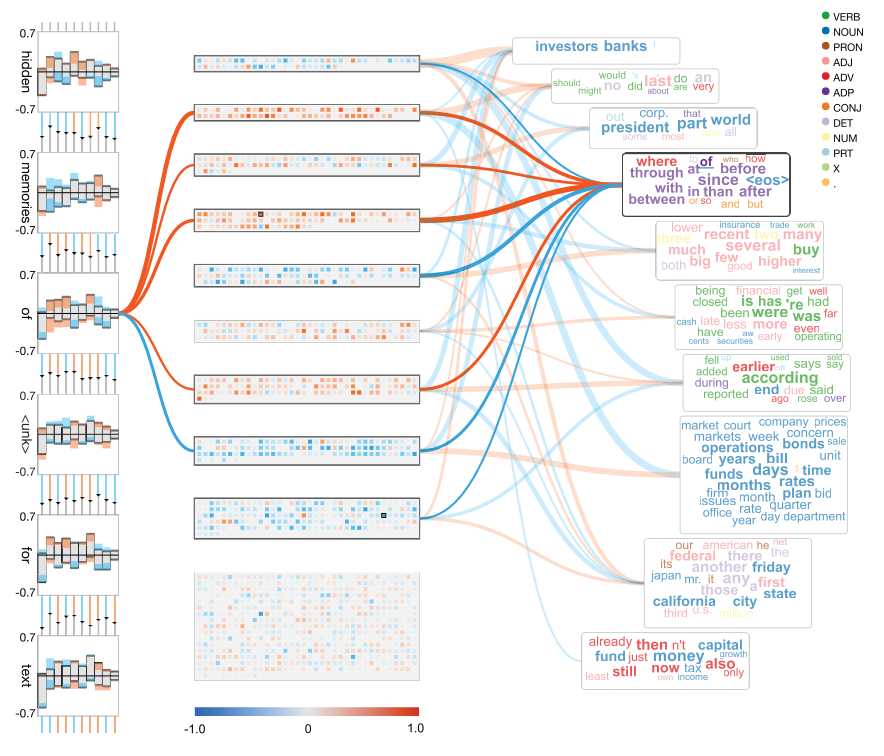 0.7
hidden
-0.7
memories
-0.7
0.7
of
-0.7
0.7
<unk>
-0.7
0.7
for
-0.7
0.7
text
-0.7
-1.0 0 1.0
investors banks
should would 's no did last do an
might about are very
out corp. that
president part world
some most one all
where to of who how
through at before
since <eos>
with in than after
between or so and but
lower insurance trade work
three recent two many
much several buy
both big few good higher
interest
being financial get well
closed is has 're had
been were was far
cash late less more even
have aw early operating
cents securities
fell up used sold
added earlier off says say
during according
reported end due said
ago rose over
market court company prices
markets week concern
operations bonds sale
board years bill unit
funds days time
months rates
firm plan bid
issues month quarter
office rate
year day department
our american he net
federal there the
its another friday
japan mr. it any a first
those state
california city
third u.s. million
already then n't capital
fund just money growth
still now tax also
least own income only
VERB
NOUN
PRON
ADJ
ADV
ADP
CONJ
DET
NUM
PRT
X
.